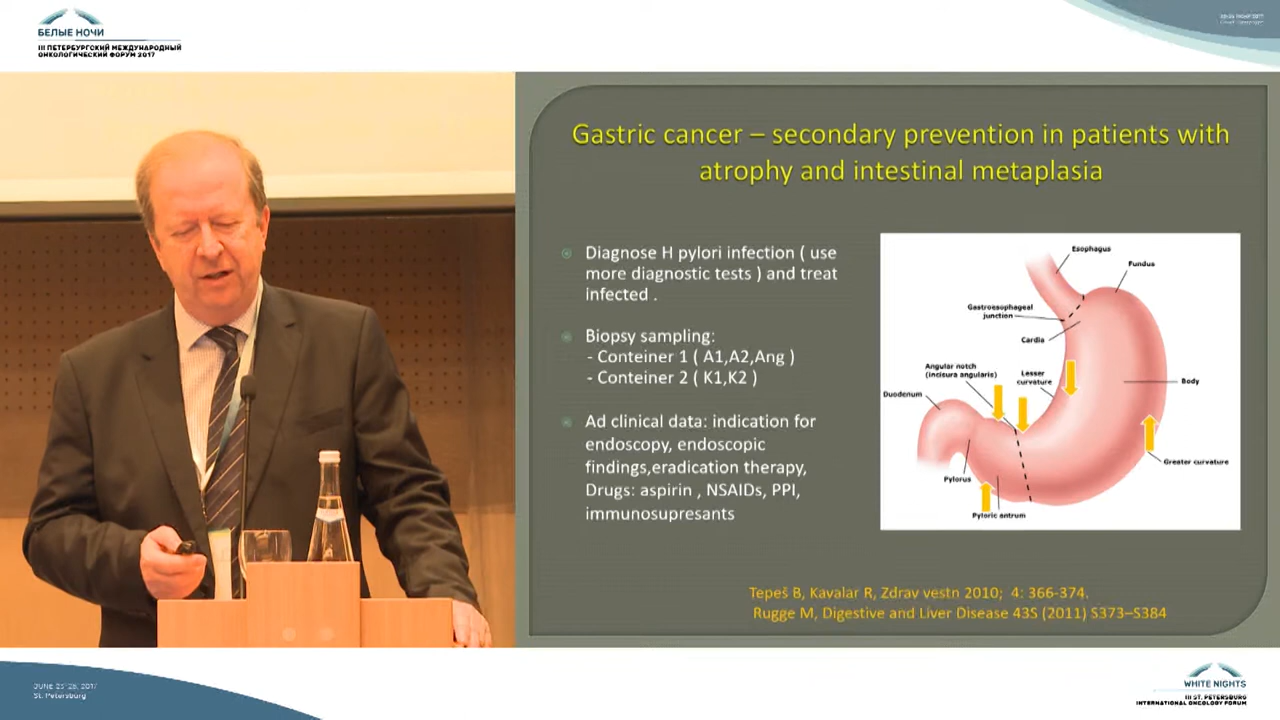 БЕЛЫЕ НОЧИ
III ПЕТЕРБУРГСКИЙ МЕЖДУНАРОДНЫЙ
ОНКОЛОГИЧЕСКИЙ ФОРУМ 2017
Gastric cancer – secondary prevention in patients with
atrophy and intestinal metaplasia
Diagnose H pylori infection ( use
more diagnostic tests ) and treat
infected .
Biopsy sampling:
- Conteiner 1 ( A1,A2,Ang )
- Conteiner 2 ( K1,K2 )
Ad clinical data: indication for
endoscopy, endoscopic
findings,eradication therapy,
Drugs: aspirin , NSAIDs, PPI,
immunosupresants
Esophagus
Fundus
Gastroesophageal
junction
Cardia
Angular notch
(incisura angularis)
Lesser
curvature
Duodenum
Body
Greater curvature
Pylorus
Pyloric antrum
Tepeš B, Kavalar R, Zdrav vestn 2010; 4: 366-374.
Rugge M, Digestive and Liver Disease 43S (2011) S373–S384
JUNE 23-26, 2017
St. Petersburg
WHITE NIGHTS
III ST. PETERSBURG
INTERNATIONAL ONCOLOGY FORUM